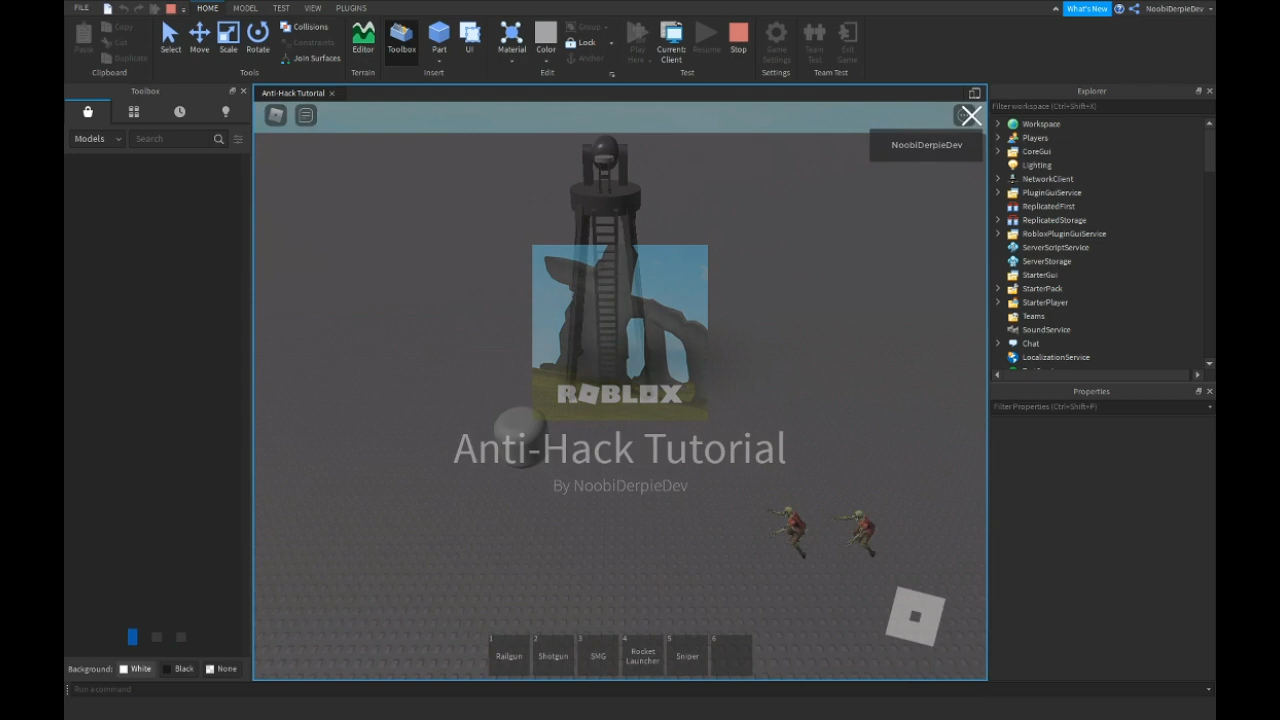 FILE HOME MODEL TEST VIEW PLUGINS What's New NoobiDerpieDev
Paste Copy Cut Duplicate Select Move Scale Rotate Collisions Constraints Join Surfaces Editor Toolbox Part UI Material Color Group Lock Anchor Play Here Current: Client Resume Stop Game Settings Team Test Exit Game
Clipboard Tools Terrain Insert Edit Test Settings Team Test
Toolbox
Anti-Hack Tutorial
Explorer
Filter workspace (Ctrl+Shift+X)
Models Search
NoobiDerpieDev
Workspace
Players
CoreGui
Lighting
NetworkClient
PluginGuiService
ReplicatedFirst
ReplicatedStorage
RobloxPluginGuiService
ServerScriptService
ServerStorage
StarterGui
StarterPack
StarterPlayer
Teams
SoundService
Chat
LocalizationService
Properties
Filter Properties (Ctrl+Shift+P)
ROBLOX
Anti-Hack Tutorial
By NoobiDerpieDev
1 Railgun
2 Shotgun
3 SMG
4 Rocket Launcher
5 Sniper
6
Background: White Black None
Run a command